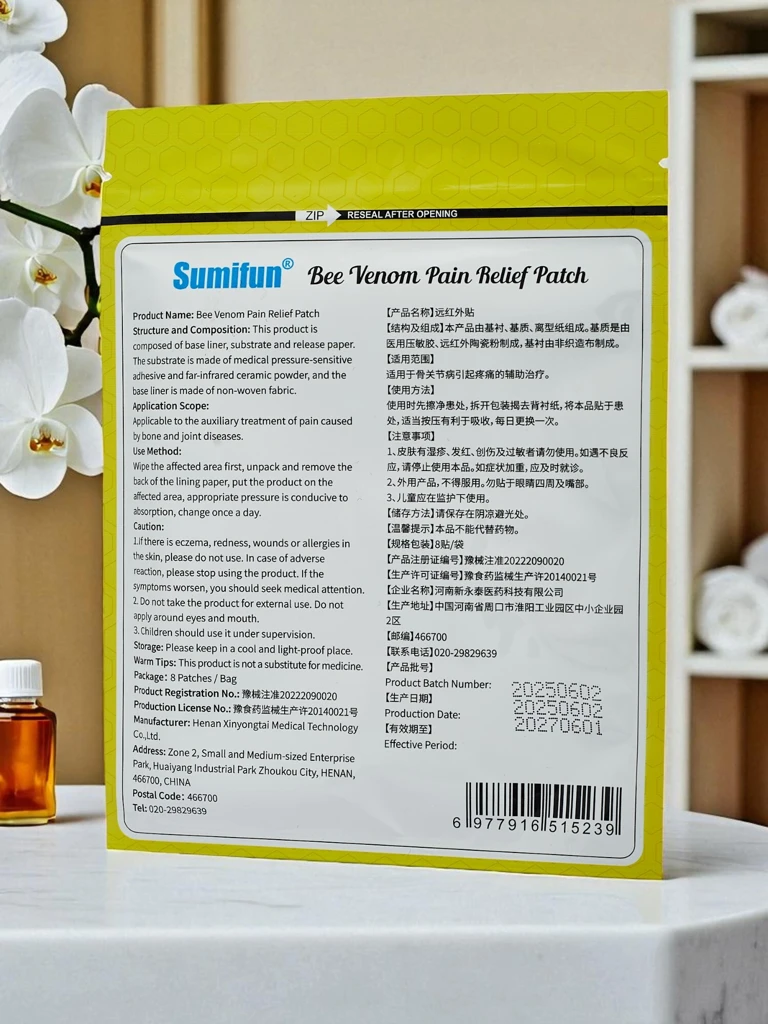 ZIP RESEAL AFTER OPENING
Sumifun® Bee Venom Pain Relief Patch
Product Name: Bee Venom Pain Relief Patch
Structure and Composition: This product is
composed of base liner, substrate and release paper.
The substrate is made of medical pressure-sensitive
adhesive and far-infrared ceramic powder, and the
base liner is made of non-woven fabric.
Application Scope:
Applicable to the auxiliary treatment of pain caused
by bone and joint diseases.
Use Method:
Wipe the affected area first, unpack and remove the
back of the lining paper, put the product on the
affected area, appropriate pressure is conducive to
absorption, change once a day.
Caution:
1.if there is eczema, redness, wounds or allergies in
the skin, please do not use. In case of adverse
reaction, please stop using the product. If the
symptoms worsen, you should seek medical attention.
2. Do not take the product for external use. Do not
apply around eyes and mouth.
3. Children should use it under supervision.
Storage: Please keep in a cool and light-proof place.
Warm Tips: This product is not a substitute for medicine.
Package: 8 Patches / Bag
Product Registration No.: 豫械注准20222090020
Production License No.: 豫食药监械生产许20140021号
Manufacturer: Henan Xinyongtai Medical Technology
Co.,Ltd.
Address: Zone 2, Small and Medium-sized Enterprise
Park, Huaiyang Industrial Park Zhoukou City, HENAN,
466700, CHINA
Postal Code: 466700
Tel: 020-29829639
【产品名称】远红外贴
【结构及组成】本产品由基衬、基质、离型纸组成。基质是由
医用压敏胶、远红外陶瓷粉制成，基衬由非织造布制成。
【适用范围】
适用于骨关节病引起疼痛的辅助治疗。
【使用方法】
使用时先擦净患处，拆开包装揭去背衬纸，将本品贴于患
处，适当按压有利于吸收，每日更换一次。
【注意事项】
1、皮肤有湿疹、发红、创伤及过敏者请勿使用。如遇不良反
应，请停止使用本品。如症状加重，应及时就诊。
2、外用产品，不得服用。勿贴于眼睛四周及嘴部。
3、儿童应在监护下使用。
【储存方法】请保存在阴凉避光处。
【温馨提示】本品不能代替药物。
【规格包装】8贴/袋
【产品注册证编号】豫械注准20222090020
【生产许可证编号】豫食药监械生产许20140021号
【企业名称】河南新永泰医药科技有限公司
【生产地址】中国河南省周口市淮阳工业园区中小企业园
2区
【邮编】466700
【联系电话】020-29829639
【产品批号】
Product Batch Number: 20250602
【生产日期】
Production Date: 20250602
【有效期至】
Effective Period: 20270601
6 977916 515239